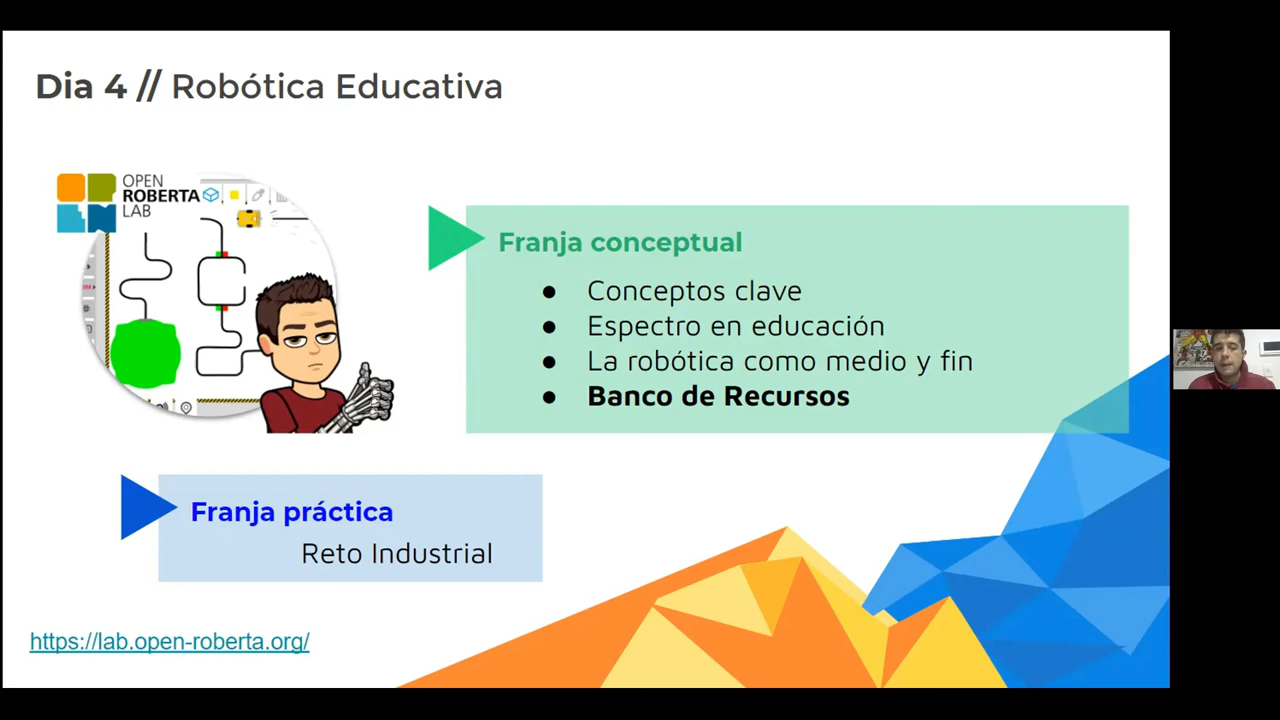 Dia 4 // Robótica Educativa
OPEN
ROBERTA
LAB
Franja conceptual
● Conceptos clave
● Espectro en educación
● La robótica como medio y fin
● Banco de Recursos
Franja práctica
Reto Industrial
https://lab.open-roberta.org/